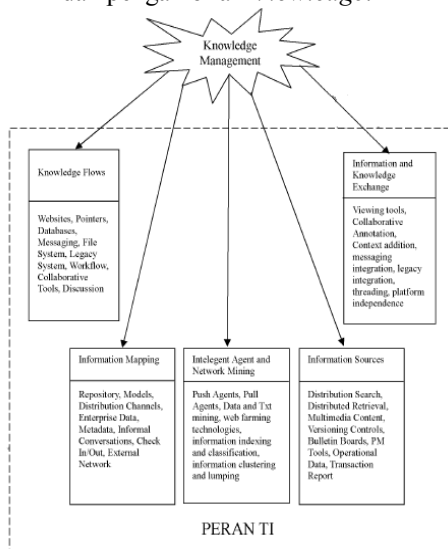 Knowledge
Management
Knowledge Flows
Websites, Pointers,
Databases,
Messaging, File
System, Legacy
System, Workflow,
Collaborative
Tools, Discussion
Information and
Knowledge
Exchange
Viewing tools,
Collaborative
Annotation,
Context addition,
messaging
integration, legacy
integration,
threading, platform
independence
Information Mapping
Repository, Models,
Distribution Channels,
Enterprise Data,
Metadata, Informal
Conversations, Check
In/Out, External
Network
Intelegent Agent and
Network Mining
Push Agents, Pull
Agents, Data and Txt
mining, web farming
technologies,
information indexing
and classification,
information clustering
and lumping
Information Sources
Distribution Search,
Distributed Retrieval,
Multimedia Content,
Versioning Controls,
Bulletin Boards, PM
Tools, Operational
Data, Transaction
Report
PERAN TI